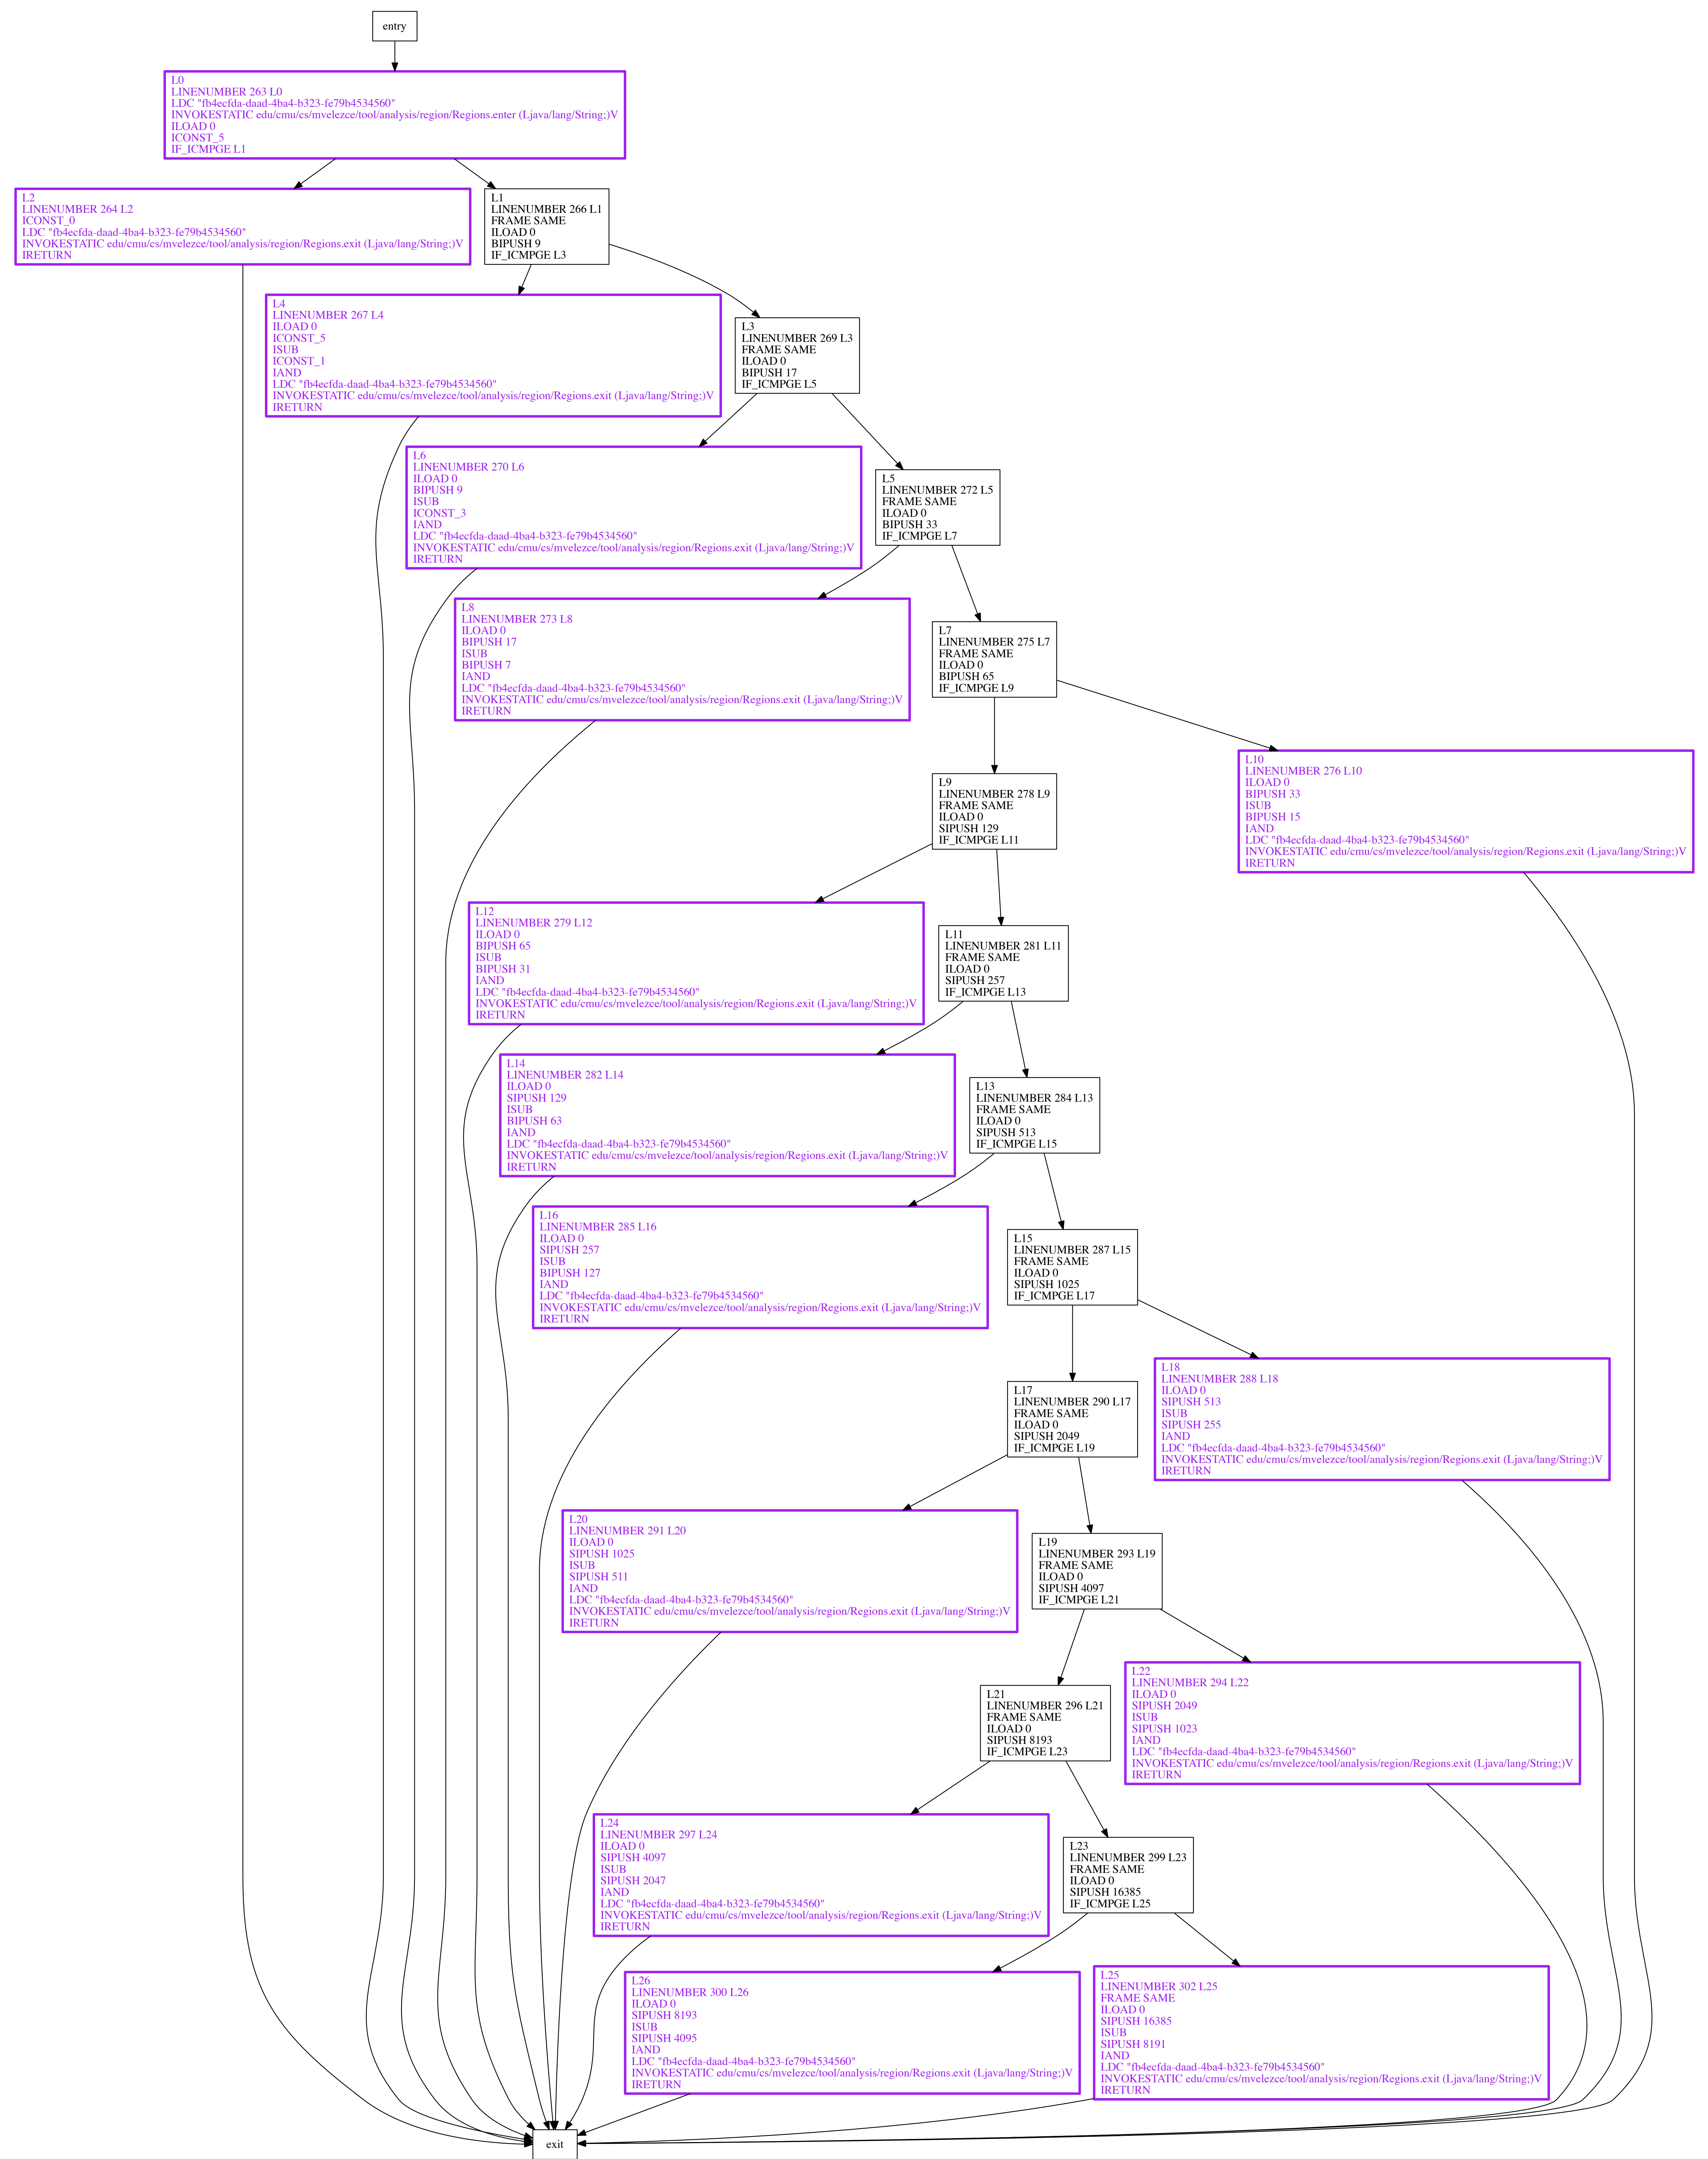 entry
L0
LINENUMBER 263 L0
LDC "fb4ecfda-daad-4ba4-b323-fe79b4534560"
INVOKESTATIC edu/cmu/cs/mvelezce/tool/analysis/region/Regions.enter (Ljava/lang/String;)V
ILOAD 0
ICONST_5
IF_ICMPGE L1
L2
LINENUMBER 264 L2
ICONST_0
LDC "fb4ecfda-daad-4ba4-b323-fe79b4534560"
INVOKESTATIC edu/cmu/cs/mvelezce/tool/analysis/region/Regions.exit (Ljava/lang/String;)V
IRETURN
L1
LINENUMBER 266 L1
FRAME SAME
ILOAD 0
BIPUSH 9
IF_ICMPGE L3
L4
LINENUMBER 267 L4
ILOAD 0
ICONST_5
ISUB
ICONST_1
IAND
LDC "fb4ecfda-daad-4ba4-b323-fe79b4534560"
INVOKESTATIC edu/cmu/cs/mvelezce/tool/analysis/region/Regions.exit (Ljava/lang/String;)V
IRETURN
L3
LINENUMBER 269 L3
FRAME SAME
ILOAD 0
BIPUSH 17
IF_ICMPGE L5
L6
LINENUMBER 270 L6
ILOAD 0
BIPUSH 9
ISUB
ICONST_3
IAND
LDC "fb4ecfda-daad-4ba4-b323-fe79b4534560"
INVOKESTATIC edu/cmu/cs/mvelezce/tool/analysis/region/Regions.exit (Ljava/lang/String;)V
IRETURN
L5
LINENUMBER 272 L5
FRAME SAME
ILOAD 0
BIPUSH 33
IF_ICMPGE L7
L8
LINENUMBER 273 L8
ILOAD 0
BIPUSH 17
ISUB
BIPUSH 7
IAND
LDC "fb4ecfda-daad-4ba4-b323-fe79b4534560"
INVOKESTATIC edu/cmu/cs/mvelezce/tool/analysis/region/Regions.exit (Ljava/lang/String;)V
IRETURN
L7
LINENUMBER 275 L7
FRAME SAME
ILOAD 0
BIPUSH 65
IF_ICMPGE L9
L10
LINENUMBER 276 L10
ILOAD 0
BIPUSH 33
ISUB
BIPUSH 15
IAND
LDC "fb4ecfda-daad-4ba4-b323-fe79b4534560"
INVOKESTATIC edu/cmu/cs/mvelezce/tool/analysis/region/Regions.exit (Ljava/lang/String;)V
IRETURN
L9
LINENUMBER 278 L9
FRAME SAME
ILOAD 0
SIPUSH 129
IF_ICMPGE L11
L12
LINENUMBER 279 L12
ILOAD 0
BIPUSH 65
ISUB
BIPUSH 31
IAND
LDC "fb4ecfda-daad-4ba4-b323-fe79b4534560"
INVOKESTATIC edu/cmu/cs/mvelezce/tool/analysis/region/Regions.exit (Ljava/lang/String;)V
IRETURN
L11
LINENUMBER 281 L11
FRAME SAME
ILOAD 0
SIPUSH 257
IF_ICMPGE L13
L14
LINENUMBER 282 L14
ILOAD 0
SIPUSH 129
ISUB
BIPUSH 63
IAND
LDC "fb4ecfda-daad-4ba4-b323-fe79b4534560"
INVOKESTATIC edu/cmu/cs/mvelezce/tool/analysis/region/Regions.exit (Ljava/lang/String;)V
IRETURN
L13
LINENUMBER 284 L13
FRAME SAME
ILOAD 0
SIPUSH 513
IF_ICMPGE L15
L16
LINENUMBER 285 L16
ILOAD 0
SIPUSH 257
ISUB
BIPUSH 127
IAND
LDC "fb4ecfda-daad-4ba4-b323-fe79b4534560"
INVOKESTATIC edu/cmu/cs/mvelezce/tool/analysis/region/Regions.exit (Ljava/lang/String;)V
IRETURN
L15
LINENUMBER 287 L15
FRAME SAME
ILOAD 0
SIPUSH 1025
IF_ICMPGE L17
L18
LINENUMBER 288 L18
ILOAD 0
SIPUSH 513
ISUB
SIPUSH 255
IAND
LDC "fb4ecfda-daad-4ba4-b323-fe79b4534560"
INVOKESTATIC edu/cmu/cs/mvelezce/tool/analysis/region/Regions.exit (Ljava/lang/String;)V
IRETURN
L17
LINENUMBER 290 L17
FRAME SAME
ILOAD 0
SIPUSH 2049
IF_ICMPGE L19
L20
LINENUMBER 291 L20
ILOAD 0
SIPUSH 1025
ISUB
SIPUSH 511
IAND
LDC "fb4ecfda-daad-4ba4-b323-fe79b4534560"
INVOKESTATIC edu/cmu/cs/mvelezce/tool/analysis/region/Regions.exit (Ljava/lang/String;)V
IRETURN
L19
LINENUMBER 293 L19
FRAME SAME
ILOAD 0
SIPUSH 4097
IF_ICMPGE L21
L22
LINENUMBER 294 L22
ILOAD 0
SIPUSH 2049
ISUB
SIPUSH 1023
IAND
LDC "fb4ecfda-daad-4ba4-b323-fe79b4534560"
INVOKESTATIC edu/cmu/cs/mvelezce/tool/analysis/region/Regions.exit (Ljava/lang/String;)V
IRETURN
L21
LINENUMBER 296 L21
FRAME SAME
ILOAD 0
SIPUSH 8193
IF_ICMPGE L23
L24
LINENUMBER 297 L24
ILOAD 0
SIPUSH 4097
ISUB
SIPUSH 2047
IAND
LDC "fb4ecfda-daad-4ba4-b323-fe79b4534560"
INVOKESTATIC edu/cmu/cs/mvelezce/tool/analysis/region/Regions.exit (Ljava/lang/String;)V
IRETURN
L23
LINENUMBER 299 L23
FRAME SAME
ILOAD 0
SIPUSH 16385
IF_ICMPGE L25
L26
LINENUMBER 300 L26
ILOAD 0
SIPUSH 8193
ISUB
SIPUSH 4095
IAND
LDC "fb4ecfda-daad-4ba4-b323-fe79b4534560"
INVOKESTATIC edu/cmu/cs/mvelezce/tool/analysis/region/Regions.exit (Ljava/lang/String;)V
IRETURN
L25
LINENUMBER 302 L25
FRAME SAME
ILOAD 0
SIPUSH 16385
ISUB
SIPUSH 8191
IAND
LDC "fb4ecfda-daad-4ba4-b323-fe79b4534560"
INVOKESTATIC edu/cmu/cs/mvelezce/tool/analysis/region/Regions.exit (Ljava/lang/String;)V
IRETURN
exit